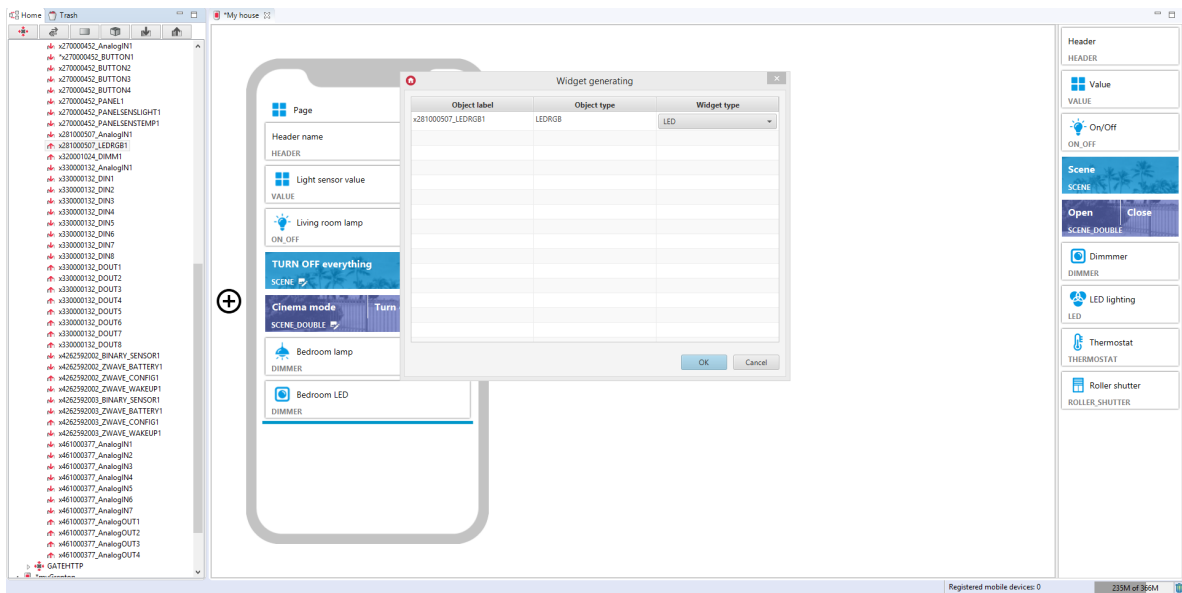 Home
Trash
*My house
x270000452_AnalogIN1
*x270000452_BUTTON1
x270000452_BUTTON2
x270000452_BUTTON3
x270000452_BUTTON4
x270000452_PANEL1
x270000452_PANELSENSLIGHT1
x270000452_PANELSENSTEMP1
x281000507_AnalogIN1
x281000507_LEDRGB1
x320001024_DIMM1
x330000132_AnalogIN1
x330000132_DIN1
x330000132_DIN2
x330000132_DIN3
x330000132_DIN4
x330000132_DIN5
x330000132_DIN6
x330000132_DIN7
x330000132_DIN8
x330000132_DOUT1
x330000132_DOUT2
x330000132_DOUT3
x330000132_DOUT4
x330000132_DOUT5
x330000132_DOUT6
x330000132_DOUT7
x330000132_DOUT8
x4262592002_BINARY_SENSOR1
x4262592002_ZWAVE_BATTERY1
x4262592002_ZWAVE_CONFIG1
x4262592002_ZWAVE_WAKEUP1
x4262592003_BINARY_SENSOR1
x4262592003_ZWAVE_BATTERY1
x4262592003_ZWAVE_CONFIG1
x4262592003_ZWAVE_WAKEUP1
x461000377_AnalogIN1
x461000377_AnalogIN2
x461000377_AnalogIN3
x461000377_AnalogIN4
x461000377_AnalogIN5
x461000377_AnalogIN6
x461000377_AnalogIN7
x461000377_AnalogOUT1
x461000377_AnalogOUT2
x461000377_AnalogOUT3
x461000377_AnalogOUT4
GATEHTTP
Page
Header name
HEADER
Light sensor value
VALUE
Living room lamp
ON_OFF
TURN OFF everything
SCENE
Cinema mode Turn
SCENE_DOUBLE
Bedroom lamp
DIMMER
Bedroom LED
DIMMER
Widget generating
Object label Object type Widget type
x281000507_LEDRGB1 LEDRGB LED
OK Cancel
Header
HEADER
Value
VALUE
On/Off
ON_OFF
Scene
SCENE
Open Close
SCENE_DOUBLE
Dimmmer
DIMMER
LED lighting
LED
Thermostat
THERMOSTAT
Roller shutter
ROLLER_SHUTTER
Registered mobile devices: 0
235M of 366M